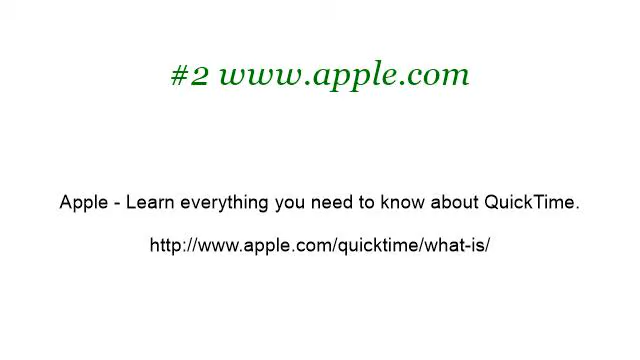 #2 www.apple.com
Apple - Learn everything you need to know about QuickTime.
http://www.apple.com/quicktime/what-is/